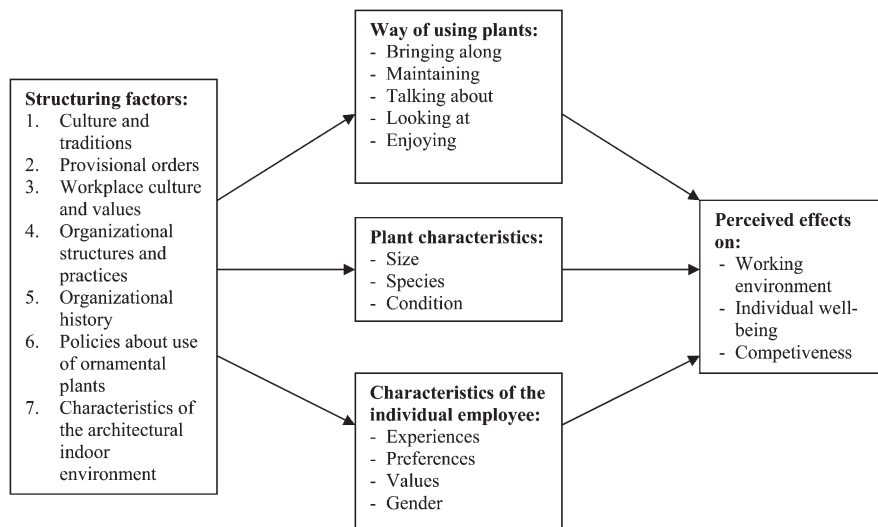 Structuring factors:
1. Culture and
traditions
2. Provisional orders
3. Workplace culture
and values
4. Organizational
structures and
practices
5. Organizational
history
6. Policies about use
of ornamental
plants
7. Characteristics of
the architectural
indoor
environment
Way of using plants:
- Bringing along
- Maintaining
- Talking about
- Looking at
- Enjoying
Plant characteristics:
- Size
- Species
- Condition
Characteristics of the
individual employee:
- Experiences
- Preferences
- Values
- Gender
Perceived effects
on:
- Working
environment
- Individual well-
being
- Competiveness